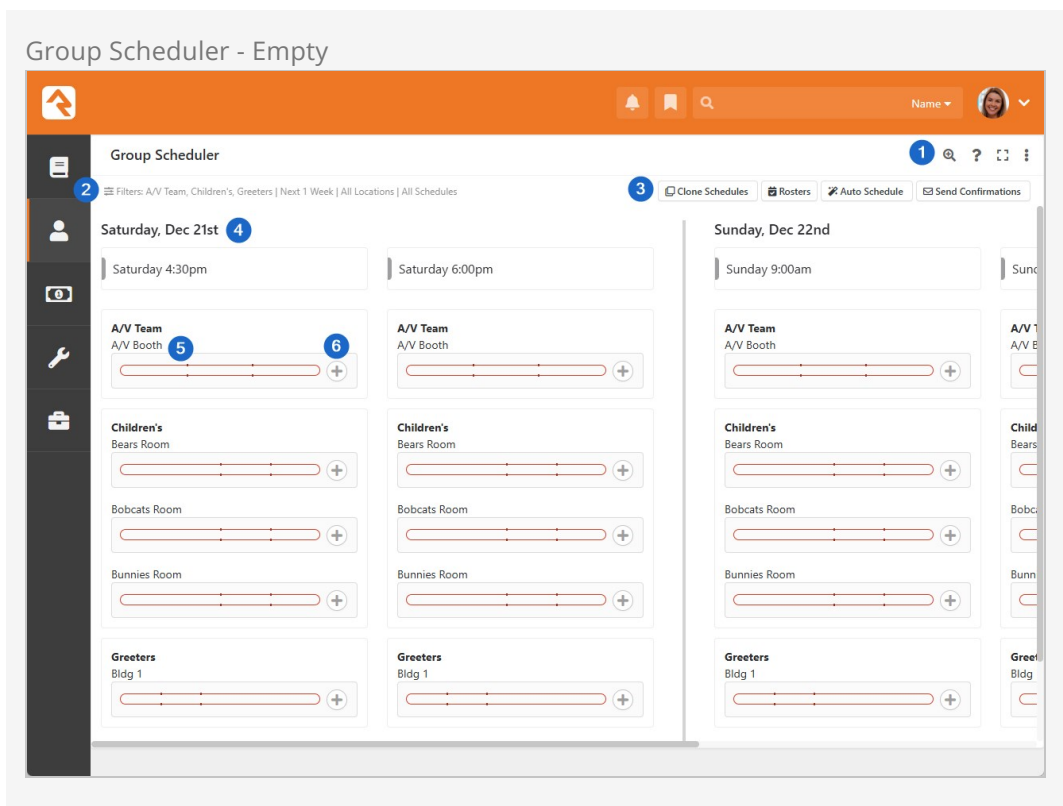 Group Scheduler - Empty
Name
Group Scheduler
1
?
2
Filters: A/V Team, Children's, Greeters | Next 1 Week | All Locations | All Schedules
3
Clone Schedules
Rosters
Auto Schedule
Send Confirmations
Saturday, Dec 21st
4
Sunday, Dec 22nd
Saturday 4:30pm
Saturday 6:00pm
Sunday 9:00am
A/V Team
A/V Team
A/V Team
A/V Booth
5
6
A/V Booth
A/V Booth
Children's
Children's
Children's
Child
Bears Room
Bears Room
Bears Room
Bears
Bobcats Room
Bobcats Room
Bobcats Room
Bunnies Room
Bunnies Room
Bunnies Room
Bunn
Greeters
Greeters
Greeters
Bldg 1
Bldg 1
Bldg 1
Bldg